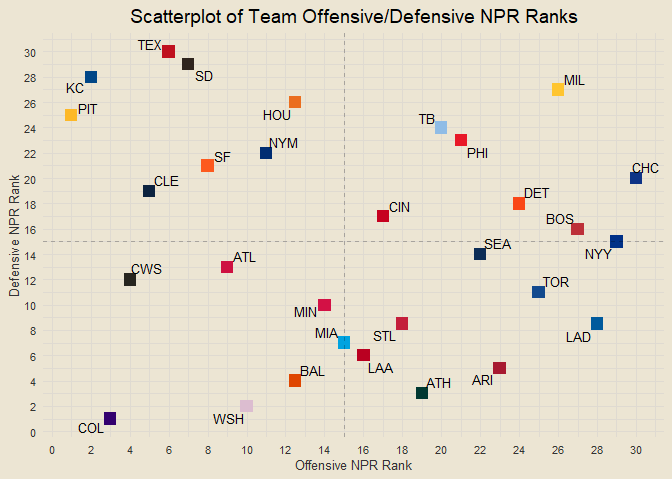 Scatterplot of Team Offensive/Defensive NPR Ranks
Defensive NPR Rank
30
28
26
24
22
20
18
16
14
12
10
8
6
4
2
0
TEX
SD
KC
MIL
PIT
HOU
TB
NYM
PHI
SF
CHC
CLE
DET
CIN
BOS
SEA
NYY
ATL
CWS
TOR
MIN
MIA
STL
LAD
LAA
BAL
ARI
ATH
WSH
COL
0 2 4 6 8 10 12 14 16 18 20 22 24 26 28 30
Offensive NPR Rank